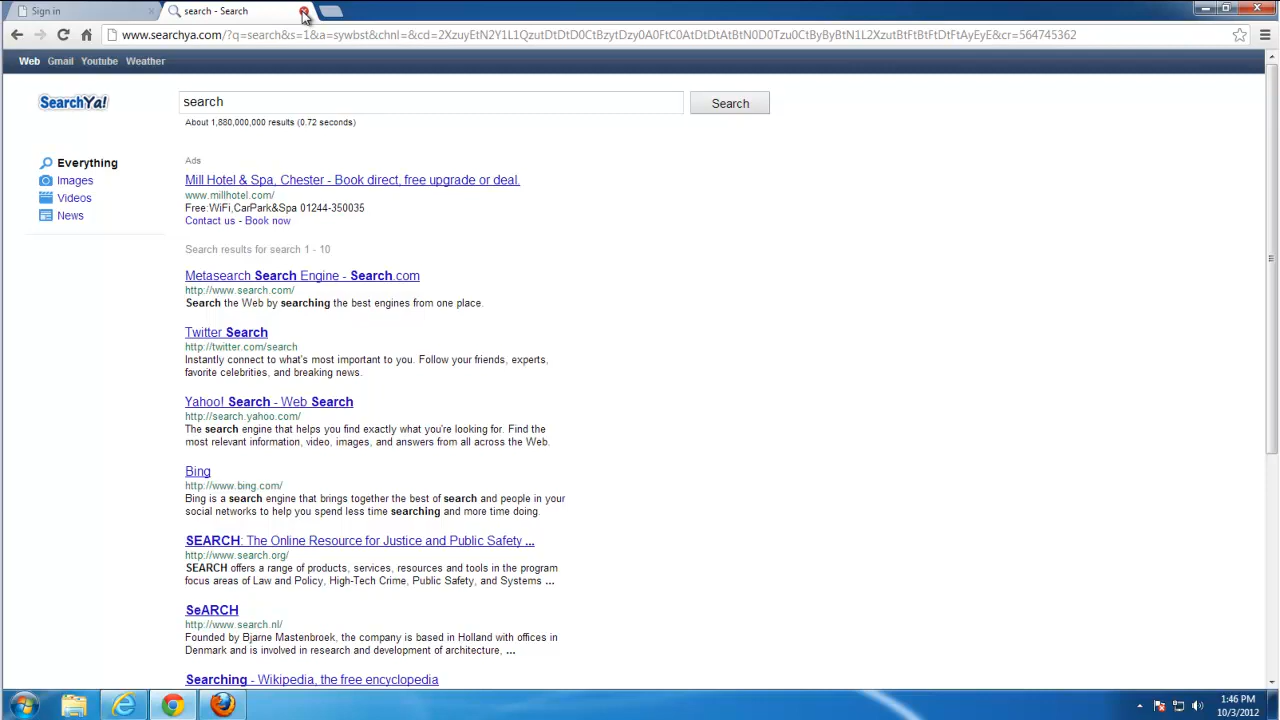 Sign in
search - Search
www.searchya.com/?q=search&s=1&a=sywbst&chnl=&cd=2XzuyEtN2Y1L1QzutDtD0CtBzytDzy0A0FtC0AtDtDtAtBtN0D0Tzu0CtByByBtN1L2XzutBtFtBtFtDtFtAyEyE&cr=564745362
Web Gmail Youtube Weather
SearchYa!
search
Search
About 1,880,000,000 results (0.72 seconds)
Everything
Images
Videos
News
Ads
Mill Hotel & Spa, Chester - Book direct, free upgrade or deal.
www.millhotel.com/
Free:WiFi,CarPark&Spa 01244-350035
Contact us - Book now
Search results for search 1 - 10
Metasearch Search Engine - Search.com
http://www.search.com/
Search the Web by searching the best engines from one place.
Twitter Search
http://twitter.com/search
Instantly connect to what's most important to you. Follow your friends, experts,
favorite celebrities, and breaking news.
Yahoo! Search - Web Search
http://search.yahoo.com/
The search engine that helps you find exactly what you're looking for. Find the
most relevant information, video, images, and answers from all across the Web.
Bing
http://www.bing.com/
Bing is a search engine that brings together the best of search and people in your
social networks to help you spend less time searching and more time doing.
SEARCH: The Online Resource for Justice and Public Safety ...
http://www.search.org/
SEARCH offers a range of products, services, resources and tools in the program
focus areas of Law and Policy, High-Tech Crime, Public Safety, and Systems ...
SeARCH
http://www.search.nl/
Founded by Bjarne Mastenbroek, the company is based in Holland with offices in
Denmark and is involved in research and development of architecture, ...
Searching - Wikipedia, the free encyclopedia
1:46 PM
10/3/2012